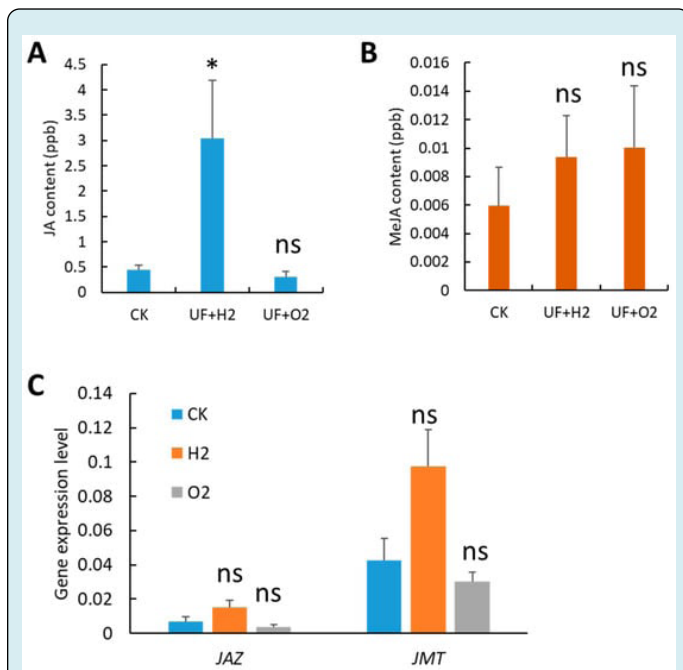 A
JA content (ppb)
4.5
4
3.5
3
2.5
2
1.5
1
0.5
0
*
ns
CK
UF+H2
UF+O2
B
MeJA content (ppb)
0.016
0.014
0.012
0.01
0.008
0.006
0.004
0.002
0
ns
ns
CK
UF+H2
UF+O2
C
Gene expression level
0.14
0.12
0.1
0.08
0.06
0.04
0.02
0
CK
H2
O2
ns
ns
ns
ns
JAZ
JMT